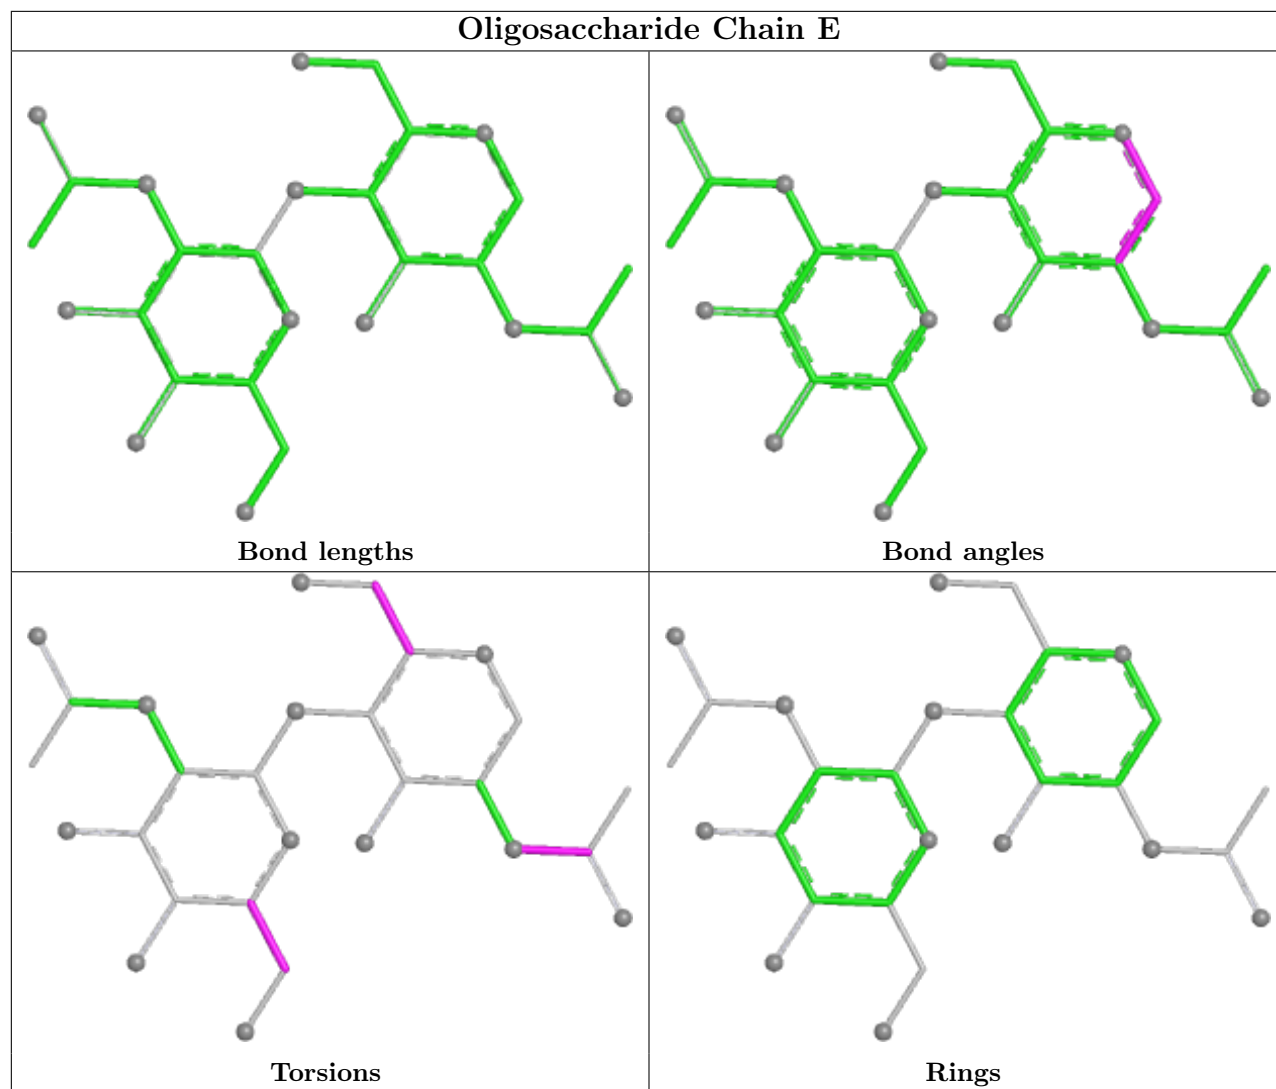 Oligosaccharide Chain E
Bond lengths
Bond angles
Torsions
Rings